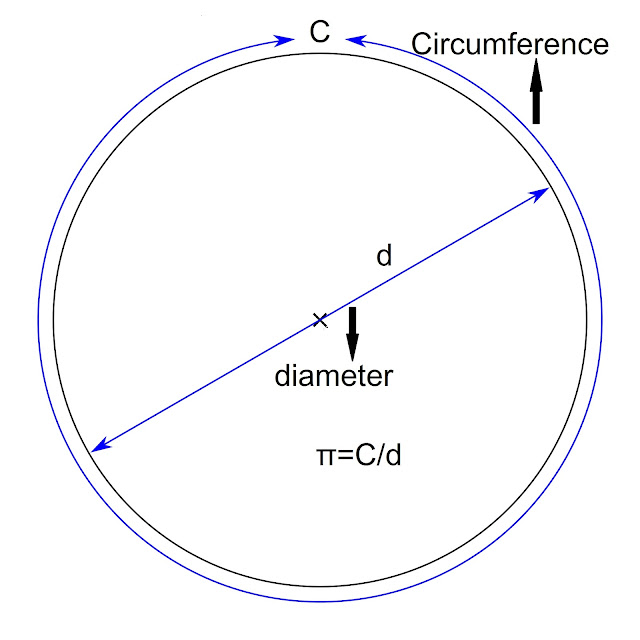 C
Circumference
d
diameter
π=C/d